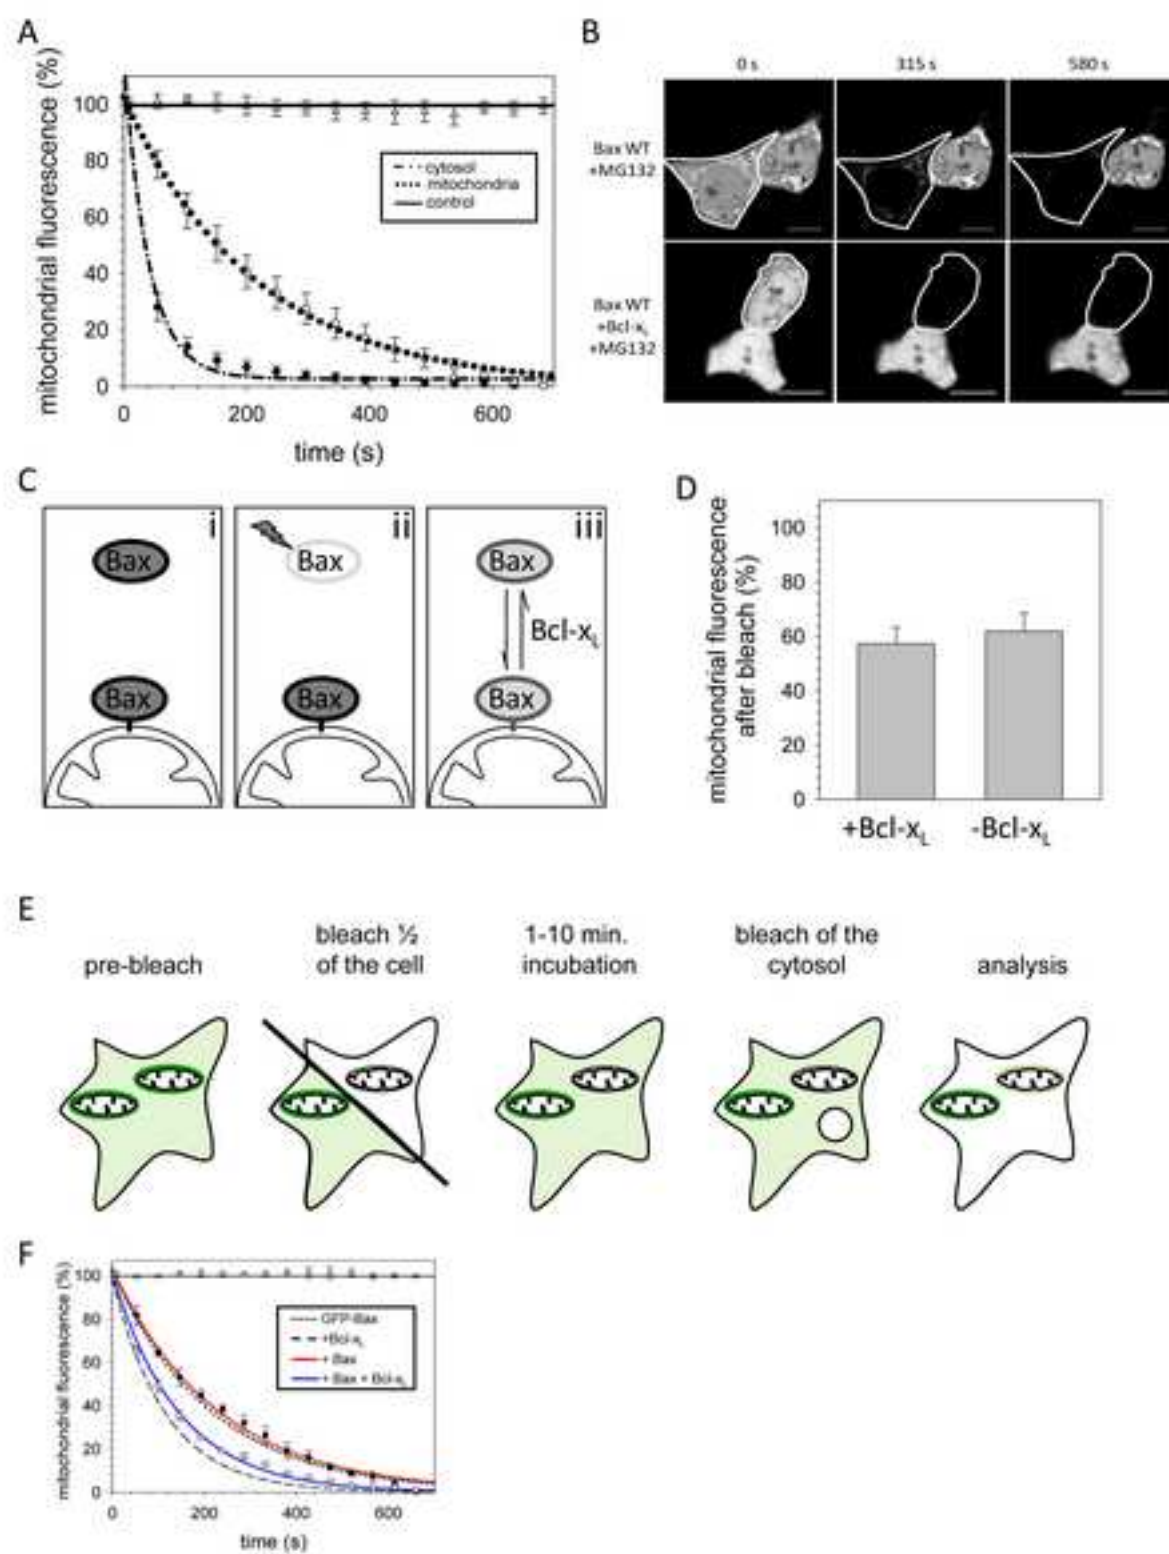 A
mitochondrial fluorescence (%)
100
80
60
40
20
0
cytosol
mitochondria
control
0
200
400
600
time (s)
B
0 s
315 s
580 s
Bax WT
+MG132
Bax WT
+Bcl-xL
+MG132
C
i
ii
iii
Bax
Bax
Bax
Bcl-xL
Bax
Bax
Bax
D
mitochondrial fluorescence
after bleach (%)
100
80
60
40
20
0
+Bcl-xL
-Bcl-xL
E
pre-bleach
bleach ½
of the cell
1-10 min.
incubation
bleach of the
cytosol
analysis
F
mitochondrial fluorescence (%)
100
80
60
40
20
0
GFP-Bax
+Bcl-xL
+ Bax
+ Bax + Bcl-xL
0
200
400
600
time (s)